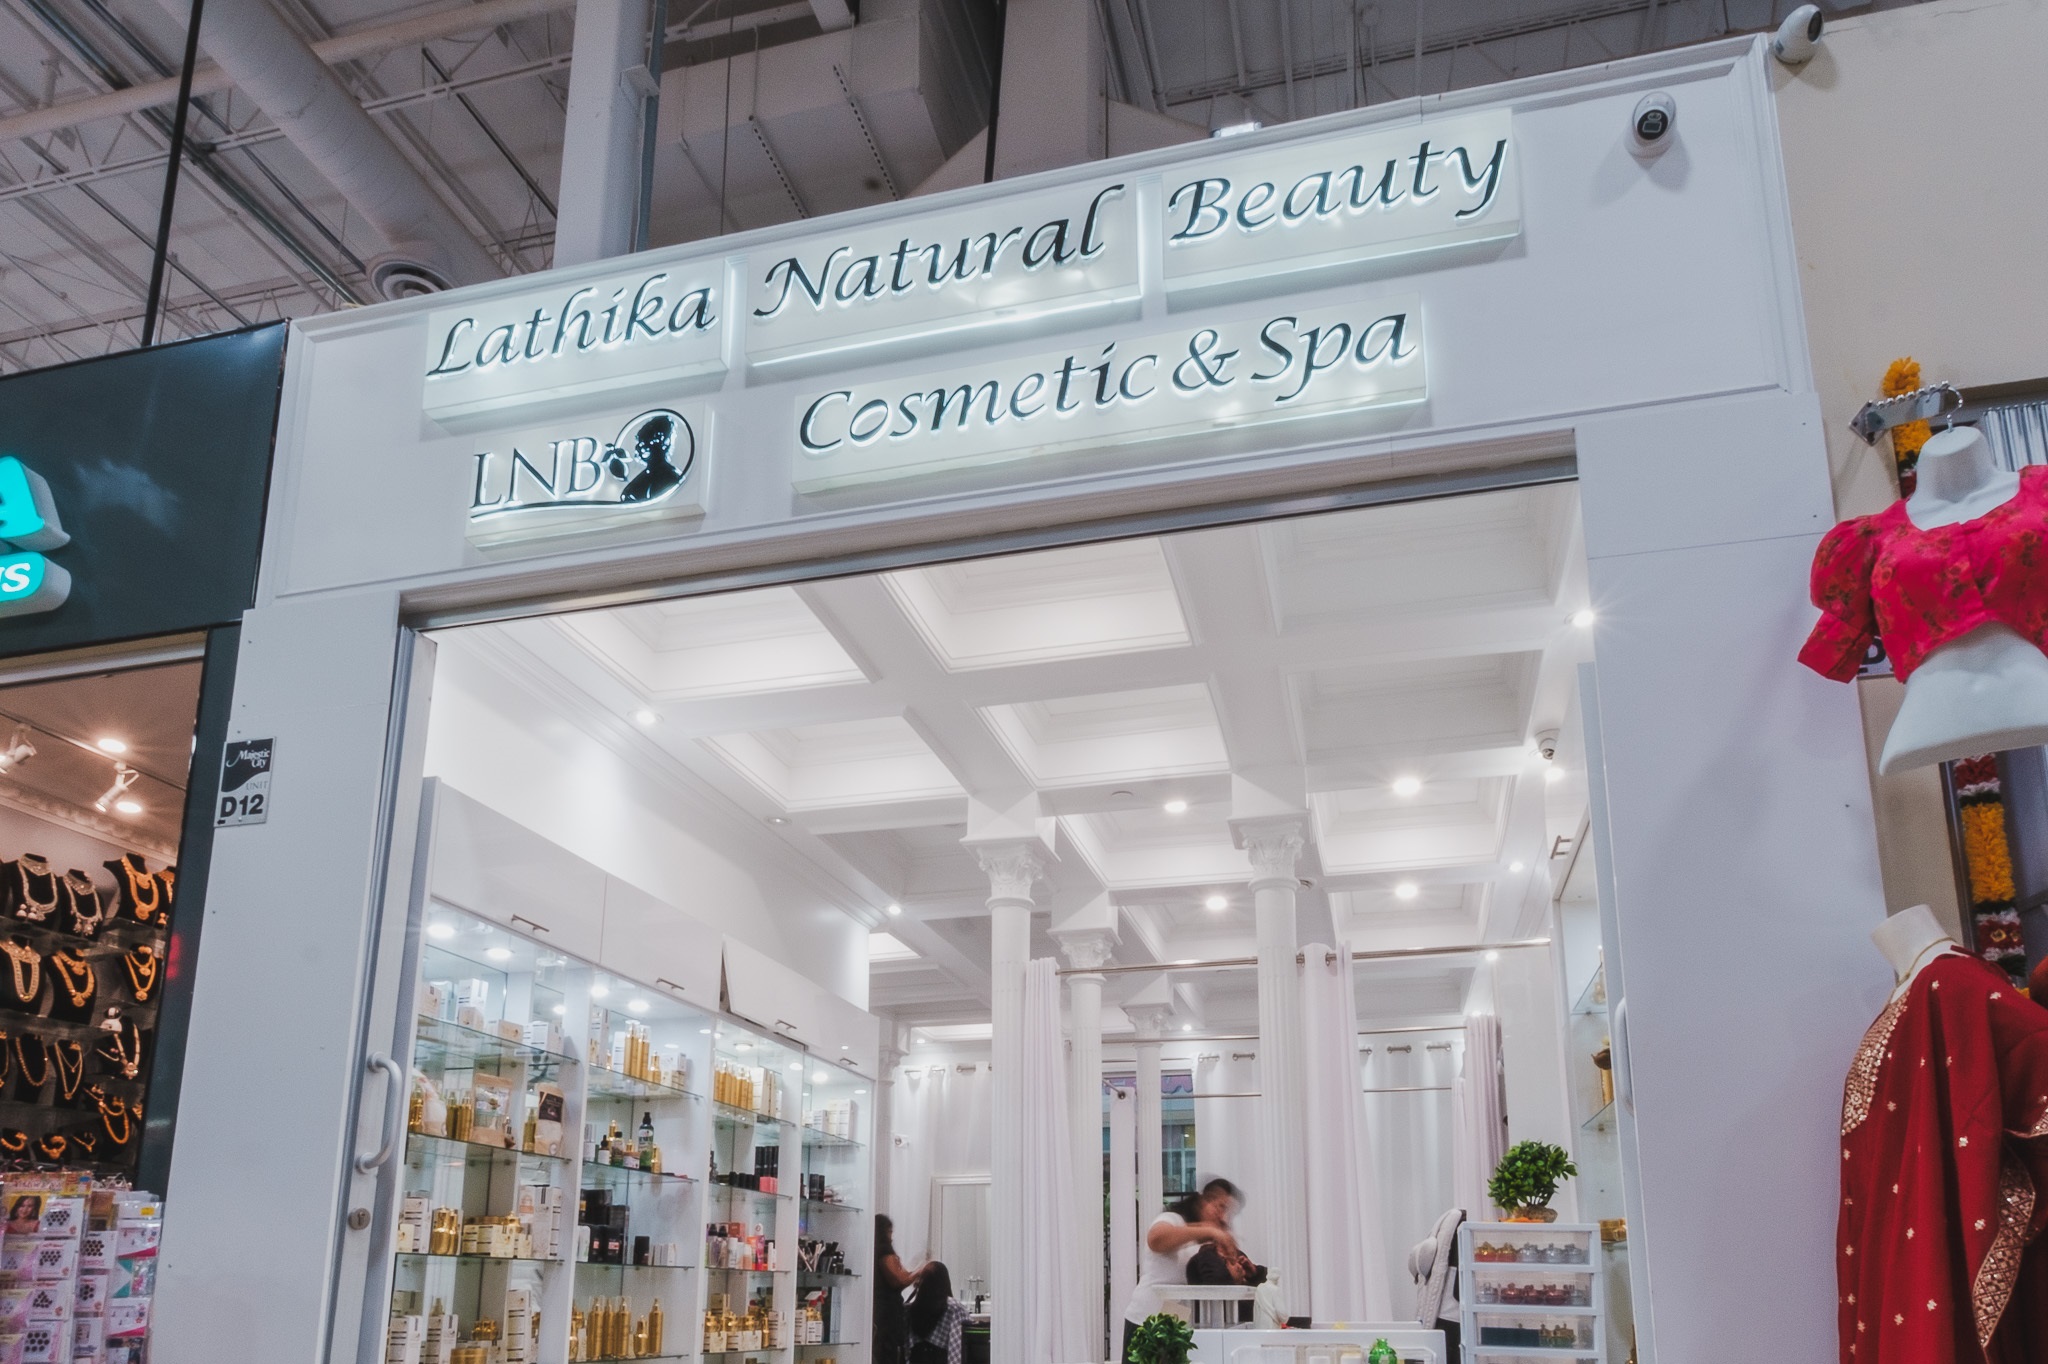 Lathika Natural Beauty
Cosmetic & Spa
LNB
Majestic
City
UNIT
D12